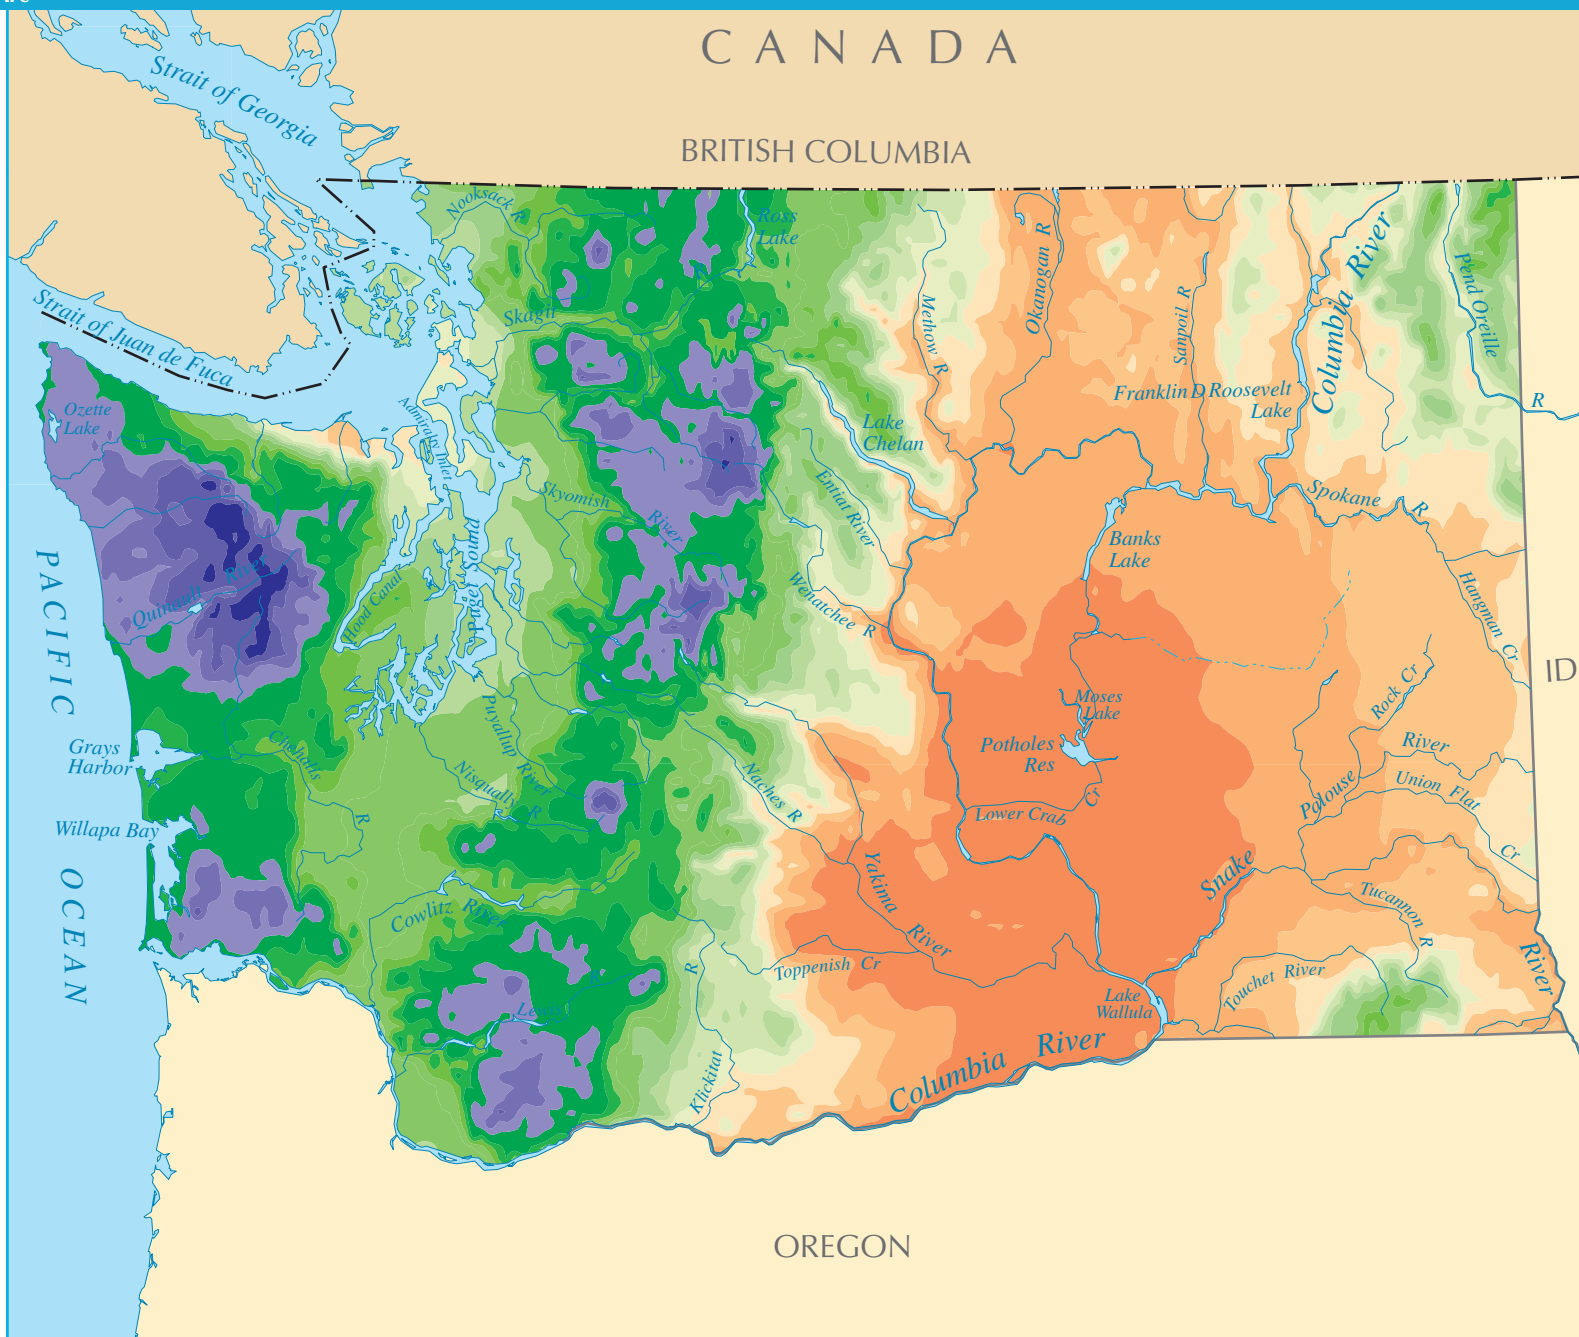 CANADA
BRITISH COLUMBIA
Strait of Georgia
Strait of Juan de Fuca
Nooksack R
Ross
Lake
Skagit
Methow R
Okanogan R
Sanpoil R
Columbia River
Pend Oreille
R
Franklin D Roosevelt
Lake
Ozette
Lake
Admiralty Inlet
Lake
Chelan
Entiat River
Skyomish
River
Spokane
R
Banks
Lake
Hangman Cr
Puget Sound
Hood Canal
Quinault River
Wenatchee R
PACIFIC
OCEAN
ID
Rock Cr
Moses
Lake
Potholes
Res
Grays
Harbor
Chehalis
R
Puyallup River
Nisqually R
Naches R
River
Palouse
Union Flat
Cr
Lower Crab
Cr
Willapa Bay
Yakima
River
Snake
River
Tucannon
R
Cowlitz River
Toppenish Cr
Touchet River
R
Klickitat
Lewis
R
Lake
Wallula
Columbia River
OREGON